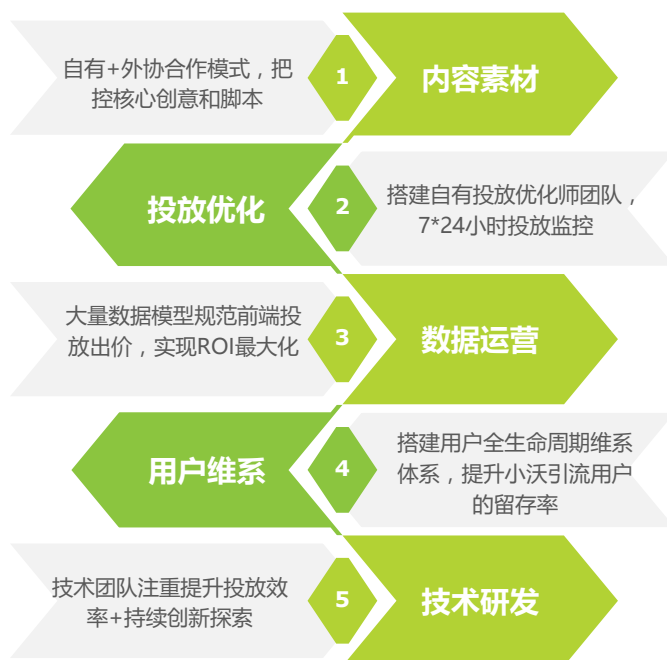 自有+外协合作模式，把
控核心创意和脚本
1
内容素材
投放优化
2
搭建自有投放优化师团队，
7*24小时投放监控
大量数据模型规范前端投
放出价，实现ROI最大化
3
数据运营
用户维系
4
搭建用户全生命周期维系
体系，提升小沃引流用户
的留存率
技术团队注重提升投放效
率+持续创新探索
5
技术研发